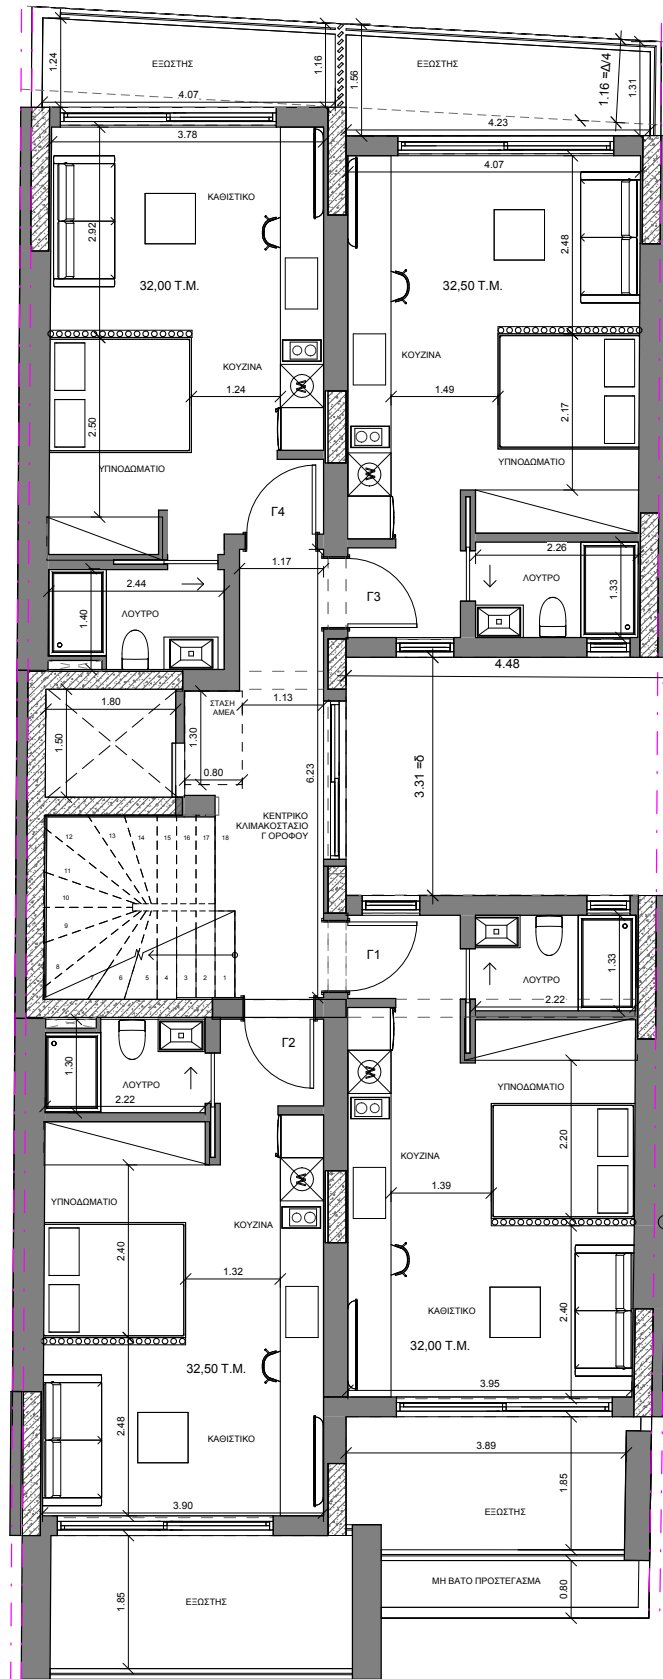 1.24
ΕΞΩΣΤΗΣ
1.16
1.56
ΕΞΩΣΤΗΣ
1.16 =Δ/4
1.31
4.07
4.23
3.78
4.07
ΚΑΘΙΣΤΙΚΟ
ΚΑΘΙΣΤΙΚΟ
2.92
2.48
32,00 Τ.Μ.
32,50 Τ.Μ.
ΚΟΥΖΙΝΑ
ΚΟΥΖΙΝΑ
1.24
1.49
W
2.50
2.17
ΥΠΝΟΔΩΜΑΤΙΟ
ΥΠΝΟΔΩΜΑΤΙΟ
W
Γ4
2.26
1.17
2.44
ΛΟΥΤΡΟ
1.33
Γ3
1.40
ΛΟΥΤΡΟ
4.48
1.80
ΣΤΑΣΗ
ΑΜΕΑ
1.13
1.50
1.30
0.80
6.23
3.31 =δ
ΚΕΝΤΡΙΚΟ
ΚΛΙΜΑΚΟΣΤΑΣΙΟ
Γ ΟΡΟΦΟΥ
12
13
14
15
16
17
18
11
10
9
8
7
6
5
4
3
2
1
Γ1
ΛΟΥΤΡΟ
1.33
2.22
Γ2
1.30
ΛΟΥΤΡΟ
2.22
W
ΥΠΝΟΔΩΜΑΤΙΟ
2.20
ΚΟΥΖΙΝΑ
1.39
W
ΥΠΝΟΔΩΜΑΤΙΟ
ΚΟΥΖΙΝΑ
2.40
1.32
ΚΑΘΙΣΤΙΚΟ
2.40
32,00 Τ.Μ.
32,50 Τ.Μ.
3.95
2.48
ΚΑΘΙΣΤΙΚΟ
3.89
1.85
3.90
ΕΞΩΣΤΗΣ
ΜΗ ΒΑΤΟ ΠΡΟΣΤΕΓΑΣΜΑ
0.80
1.85
ΕΞΩΣΤΗΣ